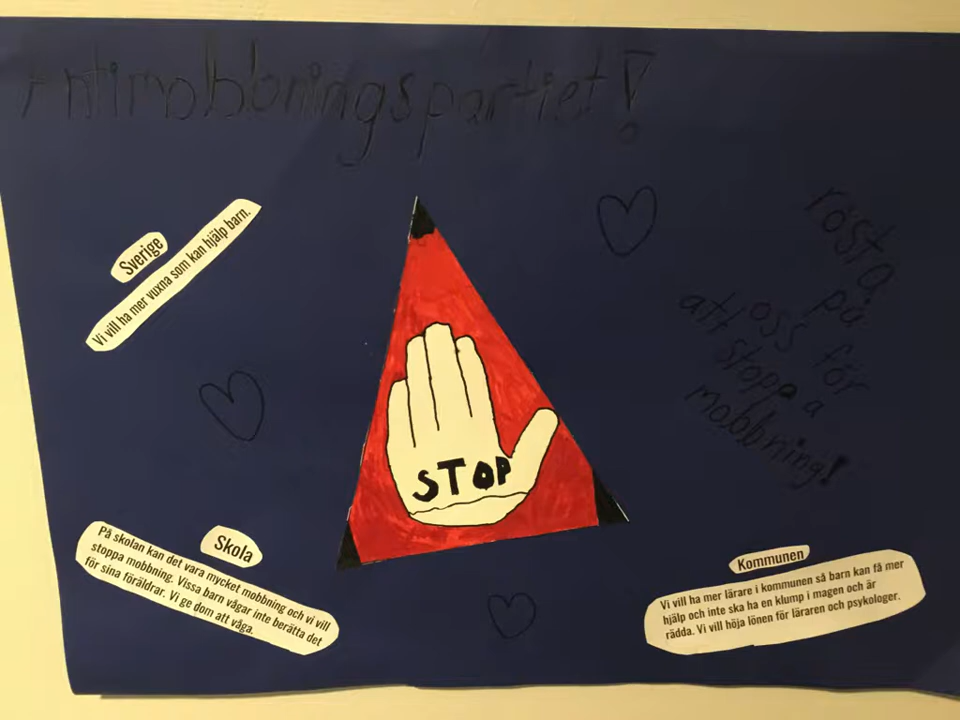 Antimobbningspartiet!
Sverige
Vi vill ha mer vuxna som kan hjälp barn.
rösta
på
oss för
att
stoppa
mobbning!
STOP
Skola
På skolan kan det vara mycket mobbning och vi vill
stoppa mobbning. Vissa barn vågar inte berätta det
för sina föräldrar. Vi ge dom att våga.
Kommunen
Vi vill ha mer lärare i kommunen så barn kan få mer
hjälp och inte ska ha en klump i magen och är
rädda. Vi vill höja lönen för läraren och psykologer.